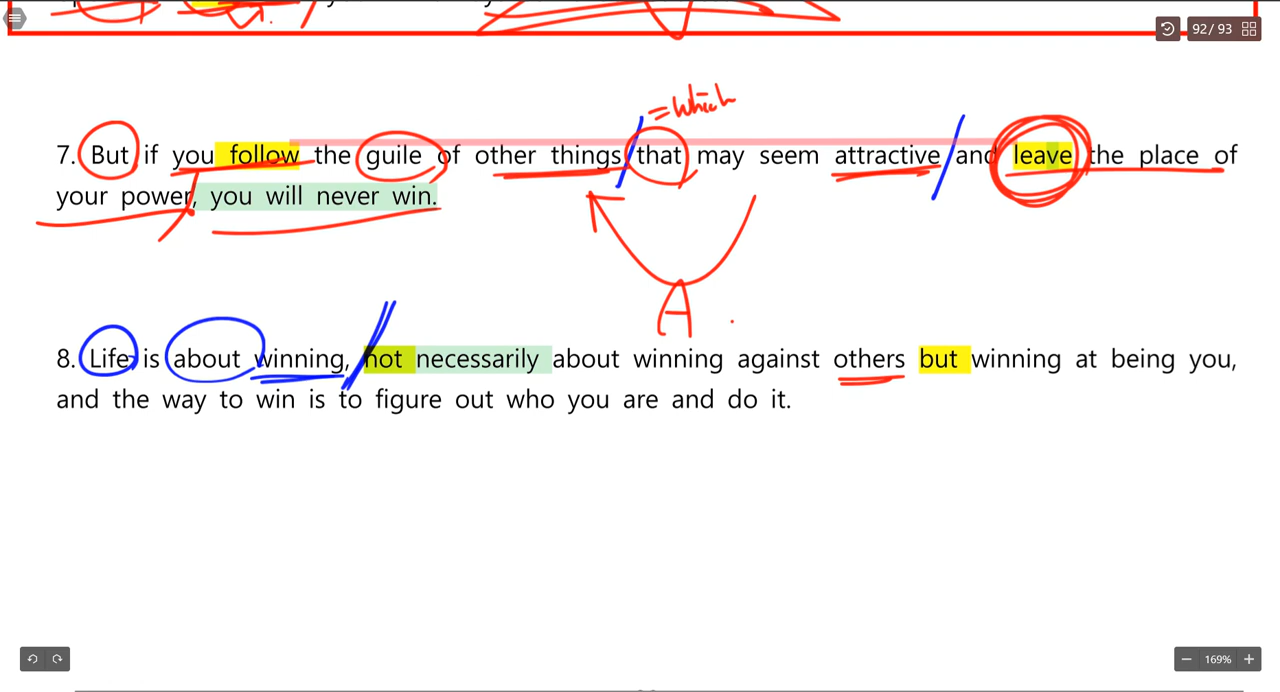 92/ 93
= which
7. But if you follow the guile of other things that may seem attractive and leave the place of
your power, you will never win.
A
8. Life is about winning, not necessarily about winning against others but winning at being you,
and the way to win is to figure out who you are and do it.
169%